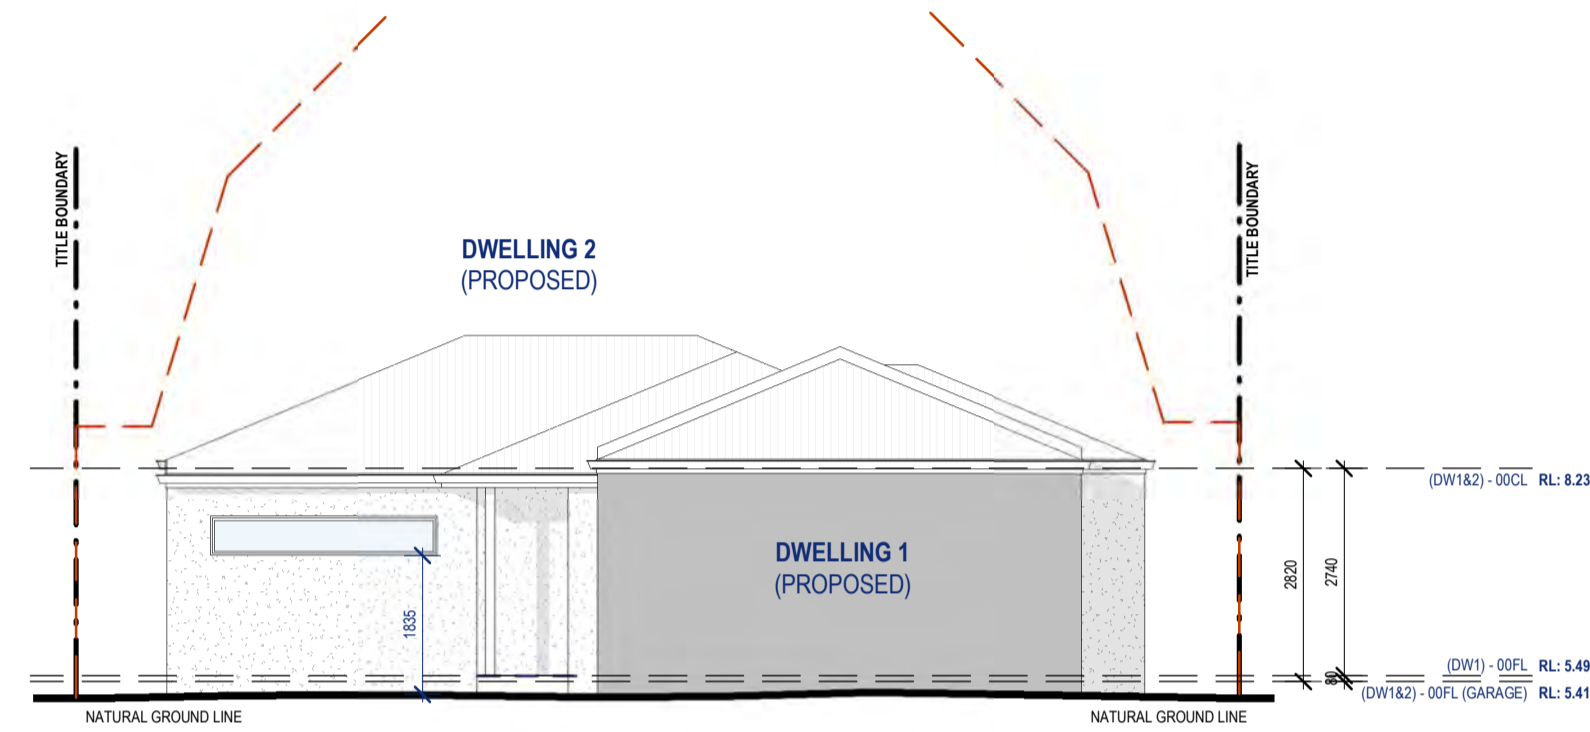 TITLE BOUNDARY
TITLE BOUNDARY
DWELLING 2
(PROPOSED)
(DW1&2) - 00CL RL: 8.23
DWELLING 1
(PROPOSED)
2820
2740
1835
(DW1) - 00FL RL: 5.49
80
(DW1&2) - 00FL (GARAGE) RL: 5.41
NATURAL GROUND LINE
NATURAL GROUND LINE